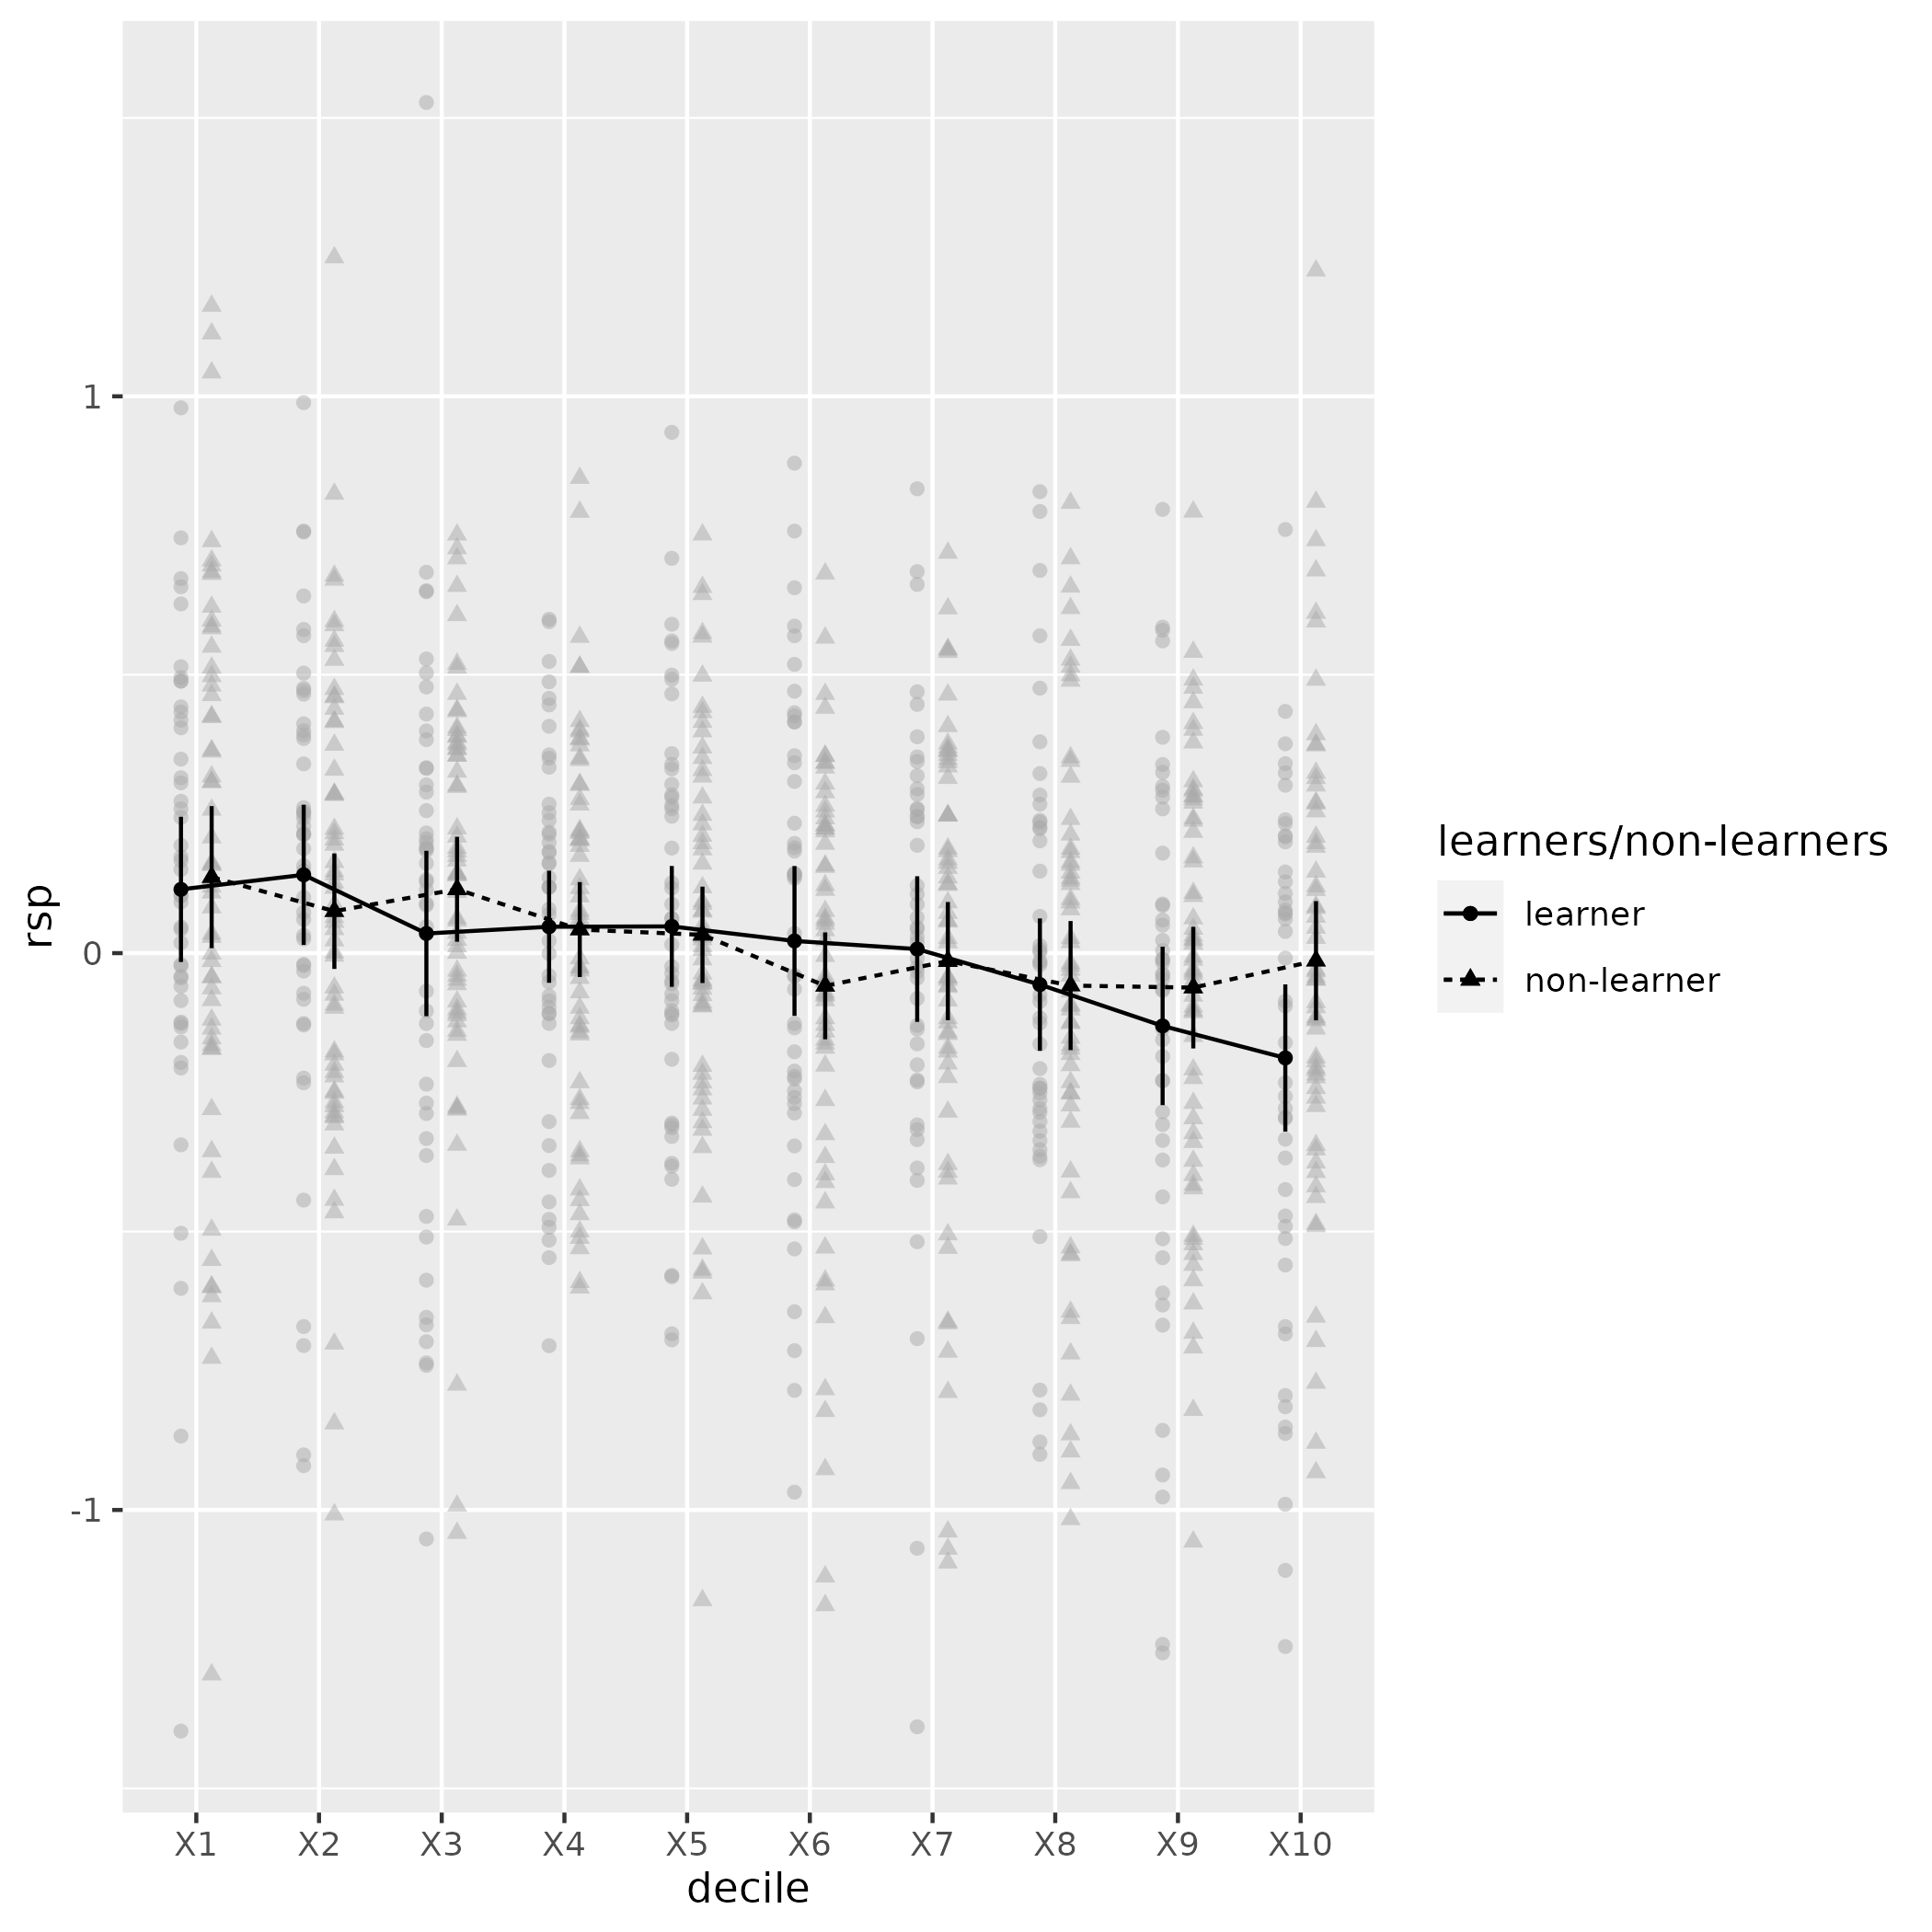 rsp
1
0
-1
X1 X2 X3 X4 X5 X6 X7 X8 X9 X10
decile
learners/non-learners
learner
non-learner